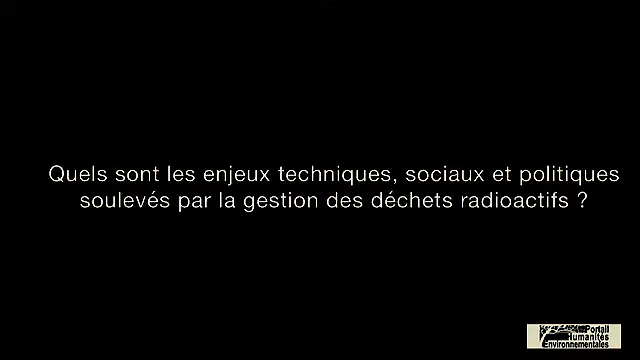 Quels sont les enjeux techniques, sociaux et politiques
soulevés par la gestion des déchets radioactifs ?
Portail
Humanités
Environnementales